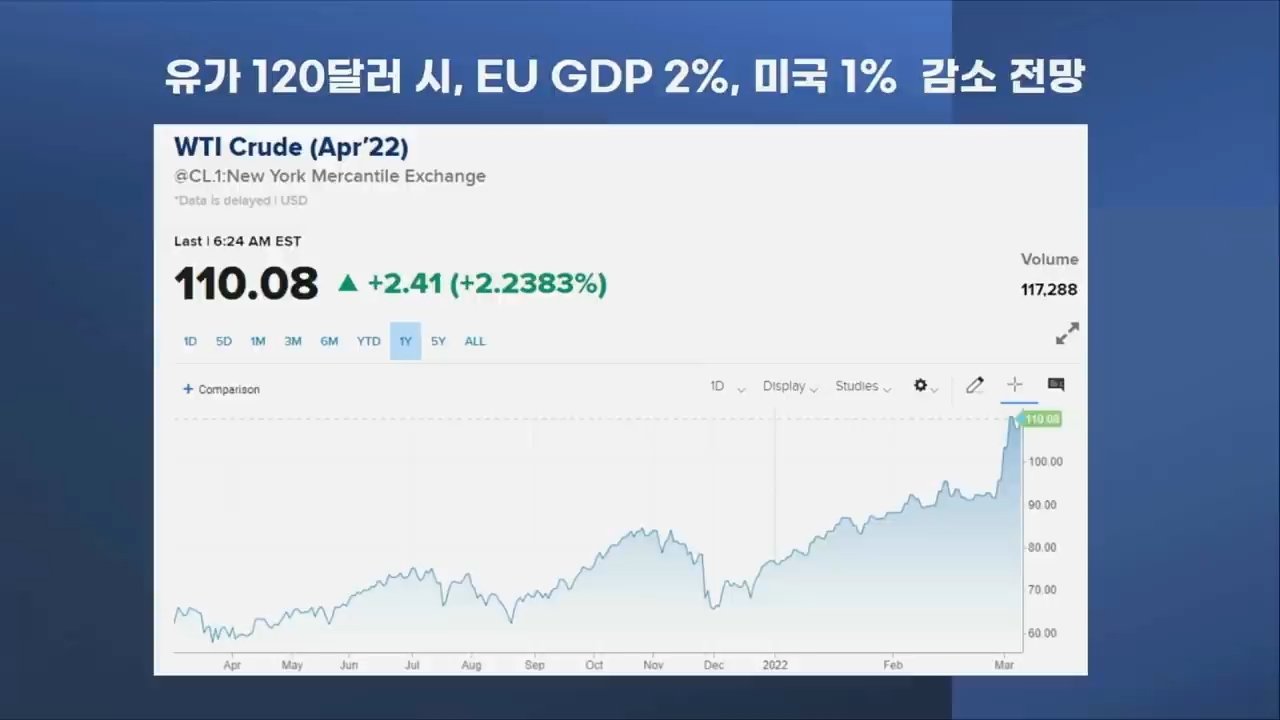 유가 120달러 시, EU GDP 2%, 미국 1% 감소 전망
WTI Crude (Apr'22)
@CL.1:New York Mercantile Exchange
*Data is delayed | USD
Last | 6:24 AM EST
110.08 ▲ +2.41 (+2.2383%)
Volume
117,288
1D 5D 1M 3M 6M YTD 1Y 5Y ALL
+ Comparison 1D Display Studies
110.08
100.00
90.00
80.00
70.00
60.00
Apr May Jun Jul Aug Sep Oct Nov Dec 2022 Feb Mar